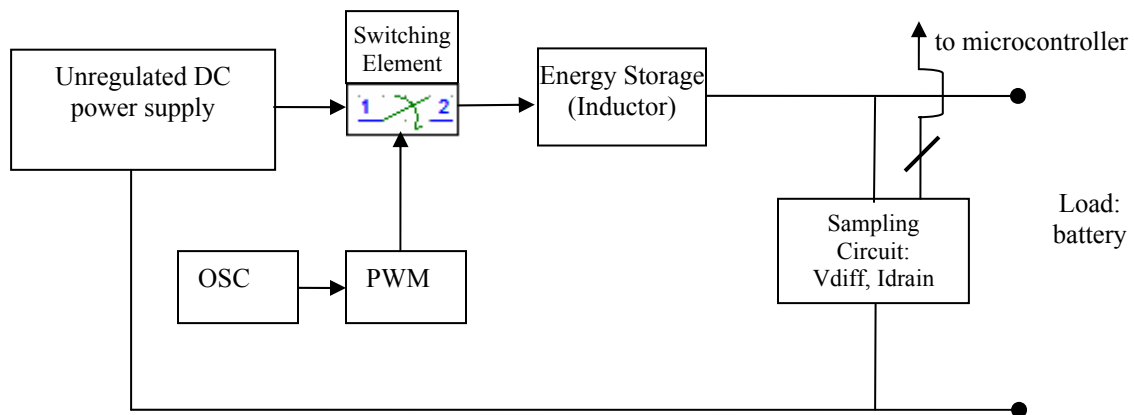 Switching
Element
to microcontroller
Unregulated DC
power supply
Energy Storage
(Inductor)
1 2
Load:
battery
Sampling
Circuit:
Vdiff, Idrain
OSC
PWM